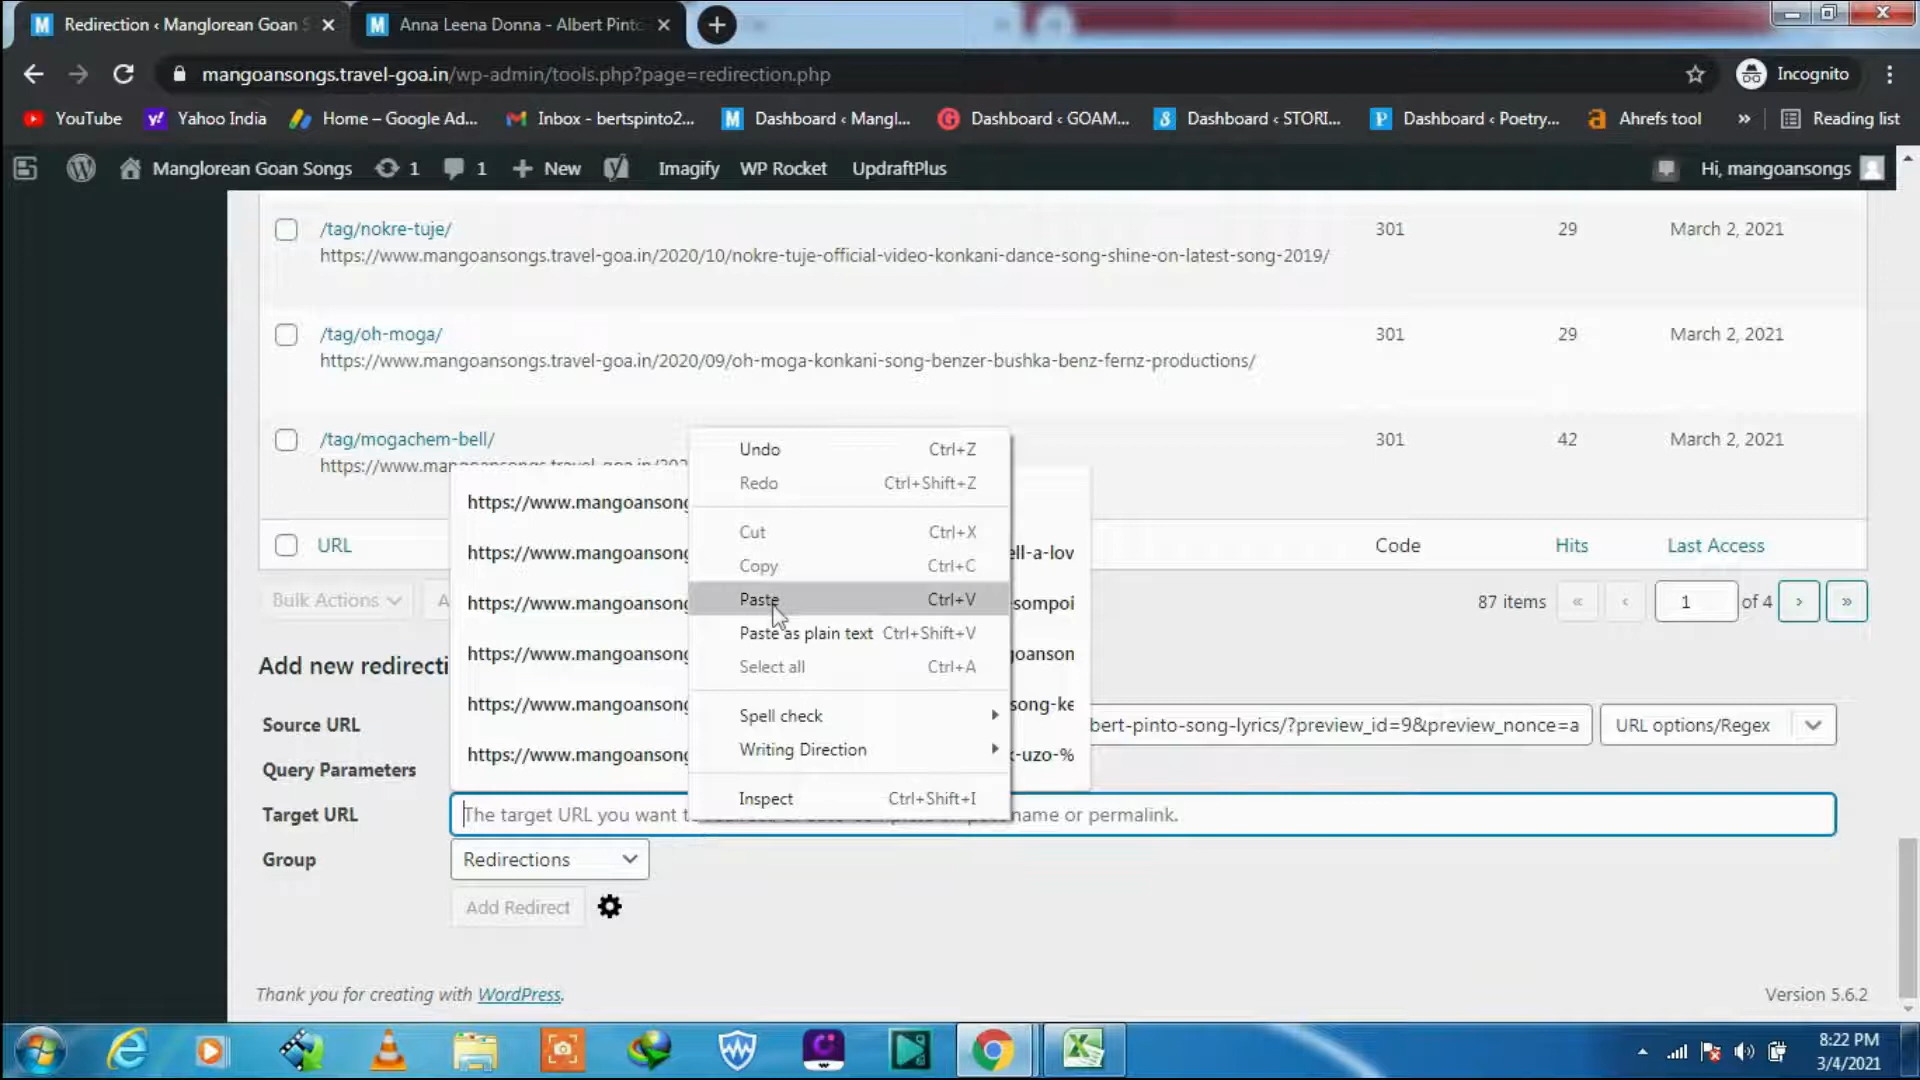 Redirection ‹ Manglorean Goan S
Anna Leena Donna - Albert Pinto
mangoansongs.travel-goa.in/wp-admin/tools.php?page=redirection.php
Incognito
YouTube
Yahoo India
Home – Google Ad...
Inbox - bertspinto2...
Dashboard ‹ Mangl...
Dashboard ‹ GOAM...
Dashboard ‹ STORI...
Dashboard ‹ Poetry...
Ahrefs tool
»
Reading list
Manglorean Goan Songs
1
1
New
Imagify
WP Rocket
UpdraftPlus
Hi, mangoansongs
/tag/nokre-tuje/
301
29
March 2, 2021
https://www.mangoansongs.travel-goa.in/2020/10/nokre-tuje-official-video-konkani-dance-song-shine-on-latest-song-2019/
/tag/oh-moga/
301
29
March 2, 2021
https://www.mangoansongs.travel-goa.in/2020/09/oh-moga-konkani-song-benzer-bushka-benz-fernz-productions/
/tag/mogachem-bell/
301
42
March 2, 2021
https://www.man
https://www.mangoansong
https://www.mangoansong
ell-a-lov
https://www.mangoansong
sompoi
https://www.mangoansong
goanson
https://www.mangoansong
song-ke
https://www.mangoansong
k-uzo-%
Undo Ctrl+Z
Redo Ctrl+Shift+Z
Cut Ctrl+X
Copy Ctrl+C
Paste Ctrl+V
Paste as plain text Ctrl+Shift+V
Select all Ctrl+A
Spell check
Writing Direction
Inspect Ctrl+Shift+I
URL
Code
Hits
Last Access
Bulk Actions
A
87 items
«
‹
1
of 4
›
»
Add new redirecti
Source URL
bert-pinto-song-lyrics/?preview_id=9&preview_nonce=a
URL options/Regex
Query Parameters
Target URL
The target URL you want t
name or permalink.
Group
Redirections
Add Redirect
Thank you for creating with WordPress.
Version 5.6.2
8:22 PM
3/4/2021